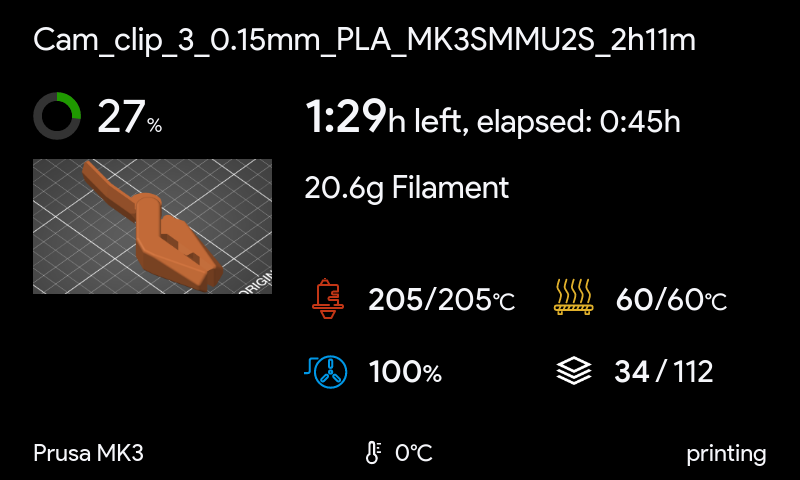 Cam_clip_3_0.15mm_PLA_MK3SMMU2S_2h11m
27%
1:29h left, elapsed: 0:45h
20.6g Filament
ORIGIN
205/205°C
60/60°C
100%
34 / 112
Prusa MK3
0°C
printing